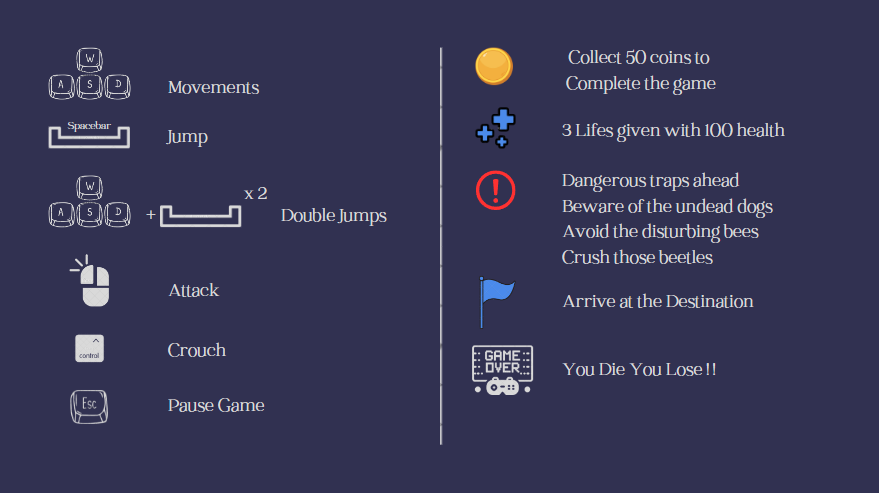 W
A S D
Movements
Spacebar
Jump
W
A S D
+
x 2
Double Jumps
Attack
control
Crouch
Esc
Pause Game
Collect 50 coins to
Complete the game
3 Lifes given with 100 health
!
Dangerous traps ahead
Beware of the undead dogs
Avoid the disturbing bees
Crush those beetles
Arrive at the Destination
GAME
OVER
You Die You Lose !!